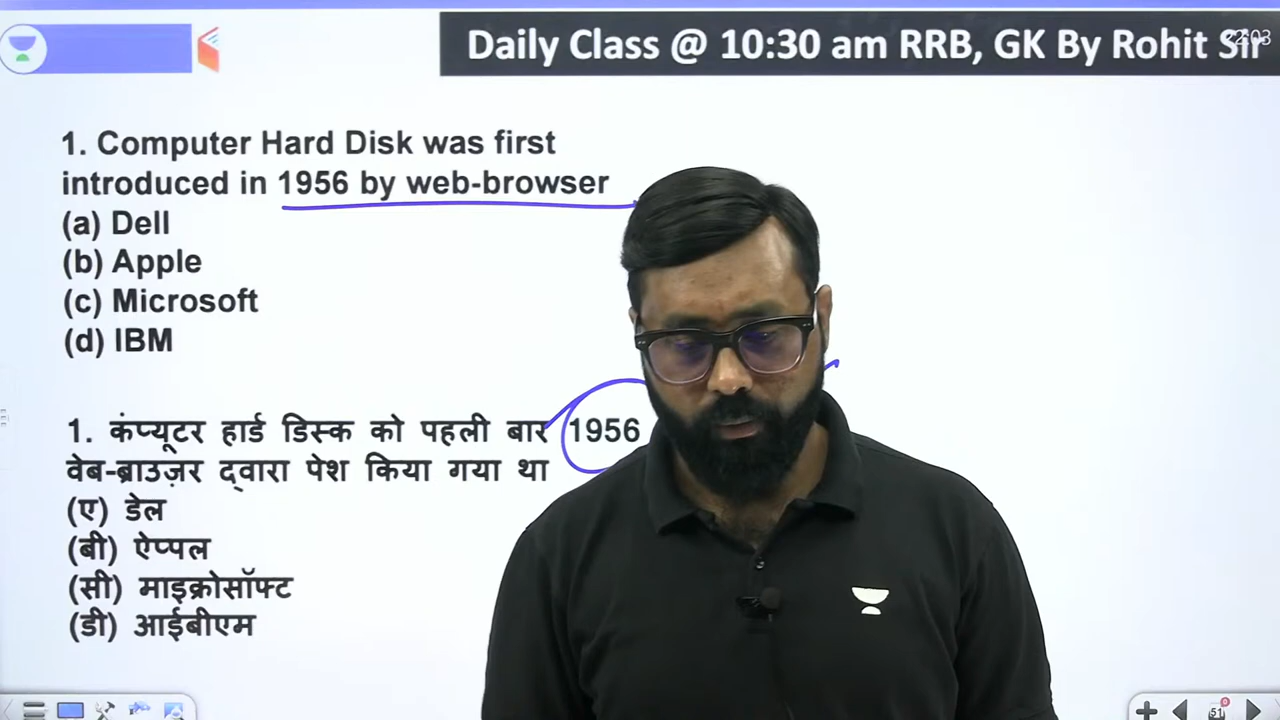 Daily Class @ 10:30 am RRB, GK By Rohit Sir
1. Computer Hard Disk was first
introduced in 1956 by web-browser
(a) Dell
(b) Apple
(c) Microsoft
(d) IBM
1. कंप्यूटर हार्ड डिस्क को पहली बार 1956
वेब-ब्राउज़र द्वारा पेश किया गया था
(ए) डेल
(बी) ऐप्पल
(सी) माइक्रोसॉफ्ट
(डी) आईबीएम
51